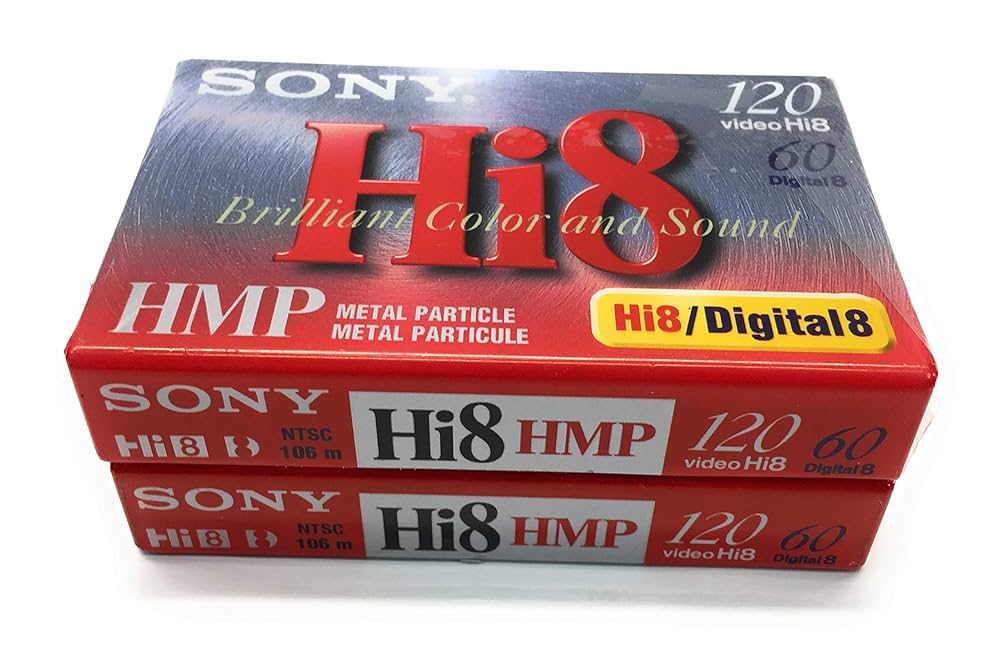 SONY®
120
video Hi8
60
Digital 8
Hi8
Brilliant Color and Sound
HMP
METAL PARTICLE
METAL PARTICULE
Hi8/Digital8
SONY
Hi8 8
NTSC
106 m
Hi8 HMP
120
video Hi8
60
Digital 8
SONY
Hi8 8
NTSC
106 m
Hi8 HMP
120
video Hi8
60
Digital 8